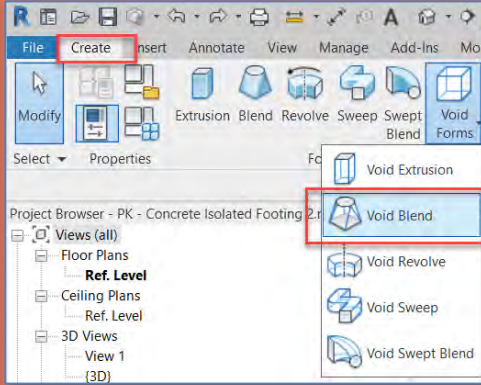 R A
File Create Insert Annotate View Manage Add-Ins Mo
Modify Extrusion Blend Revolve Sweep Swept Blend Void Forms
Select Properties Fo
Void Extrusion
Project Browser - PK - Concrete Isolated Footing 2.r
Void Blend
Views (all)
Floor Plans
Ref. Level
Void Revolve
Ceiling Plans
Ref. Level
Void Sweep
3D Views
View 1
Void Swept Blend
{3D}